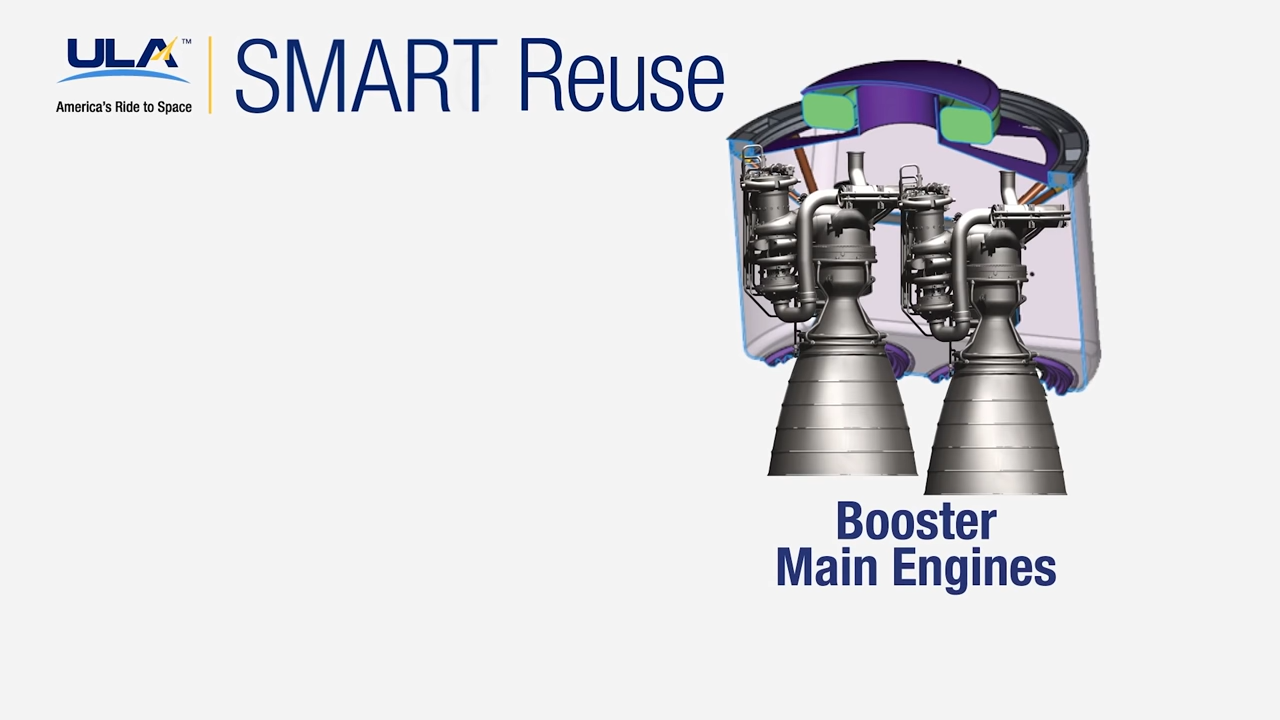 ULA™
America's Ride to Space
SMART Reuse
Booster
Main Engines